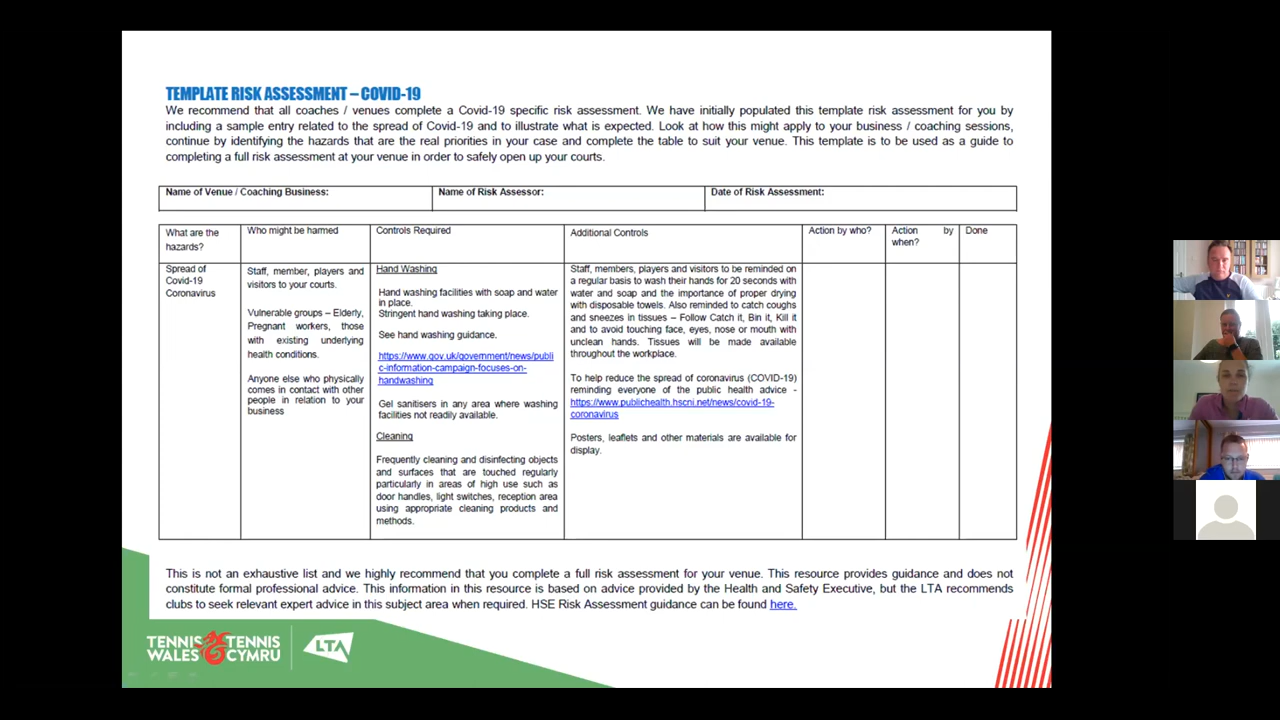 TEMPLATE RISK ASSESSMENT – COVID-19
We recommend that all coaches / venues complete a Covid-19 specific risk assessment. We have initially populated this template risk assessment for you by
including a sample entry related to the spread of Covid-19 and to illustrate what is expected. Look at how this might apply to your business / coaching sessions,
continue by identifying the hazards that are the real priorities in your case and complete the table to suit your venue. This template is to be used as a guide to
completing a full risk assessment at your venue in order to safely open up your courts.
Name of Venue / Coaching Business:
Name of Risk Assessor:
Date of Risk Assessment:
What are the
hazards?
Who might be harmed
Controls Required
Additional Controls
Action by who?
Action by
when?
Done
Spread of
Covid-19
Coronavirus
Staff, member, players and
visitors to your courts.
Vulnerable groups – Elderly,
Pregnant workers, those
with existing underlying
health conditions.
Anyone else who physically
comes in contact with other
people in relation to your
business
Hand Washing
Hand washing facilities with soap and water
in place.
Stringent hand washing taking place.
See hand washing guidance.
https://www.gov.uk/government/news/publi
c-information-campaign-focuses-on-
handwashing
Gel sanitisers in any area where washing
facilities not readily available.
Cleaning
Frequently cleaning and disinfecting objects
and surfaces that are touched regularly
particularly in areas of high use such as
door handles, light switches, reception area
using appropriate cleaning products and
methods.
Staff, members, players and visitors to be reminded on
a regular basis to wash their hands for 20 seconds with
water and soap and the importance of proper drying
with disposable towels. Also reminded to catch coughs
and sneezes in tissues – Follow Catch it, Bin it, Kill it
and to avoid touching face, eyes, nose or mouth with
unclean hands. Tissues will be made available
throughout the workplace.
To help reduce the spread of coronavirus (COVID-19)
reminding everyone of the public health advice -
https://www.publichealth.hscni.net/news/covid-19-
coronavirus
Posters, leaflets and other materials are available for
display.
This is not an exhaustive list and we highly recommend that you complete a full risk assessment for your venue. This resource provides guidance and does not
constitute formal professional advice. This information in this resource is based on advice provided by the Health and Safety Executive, but the LTA recommends
clubs to seek relevant expert advice in this subject area when required. HSE Risk Assessment guidance can be found here.
TENNIS TENNIS
WALES CYMRU
LTA